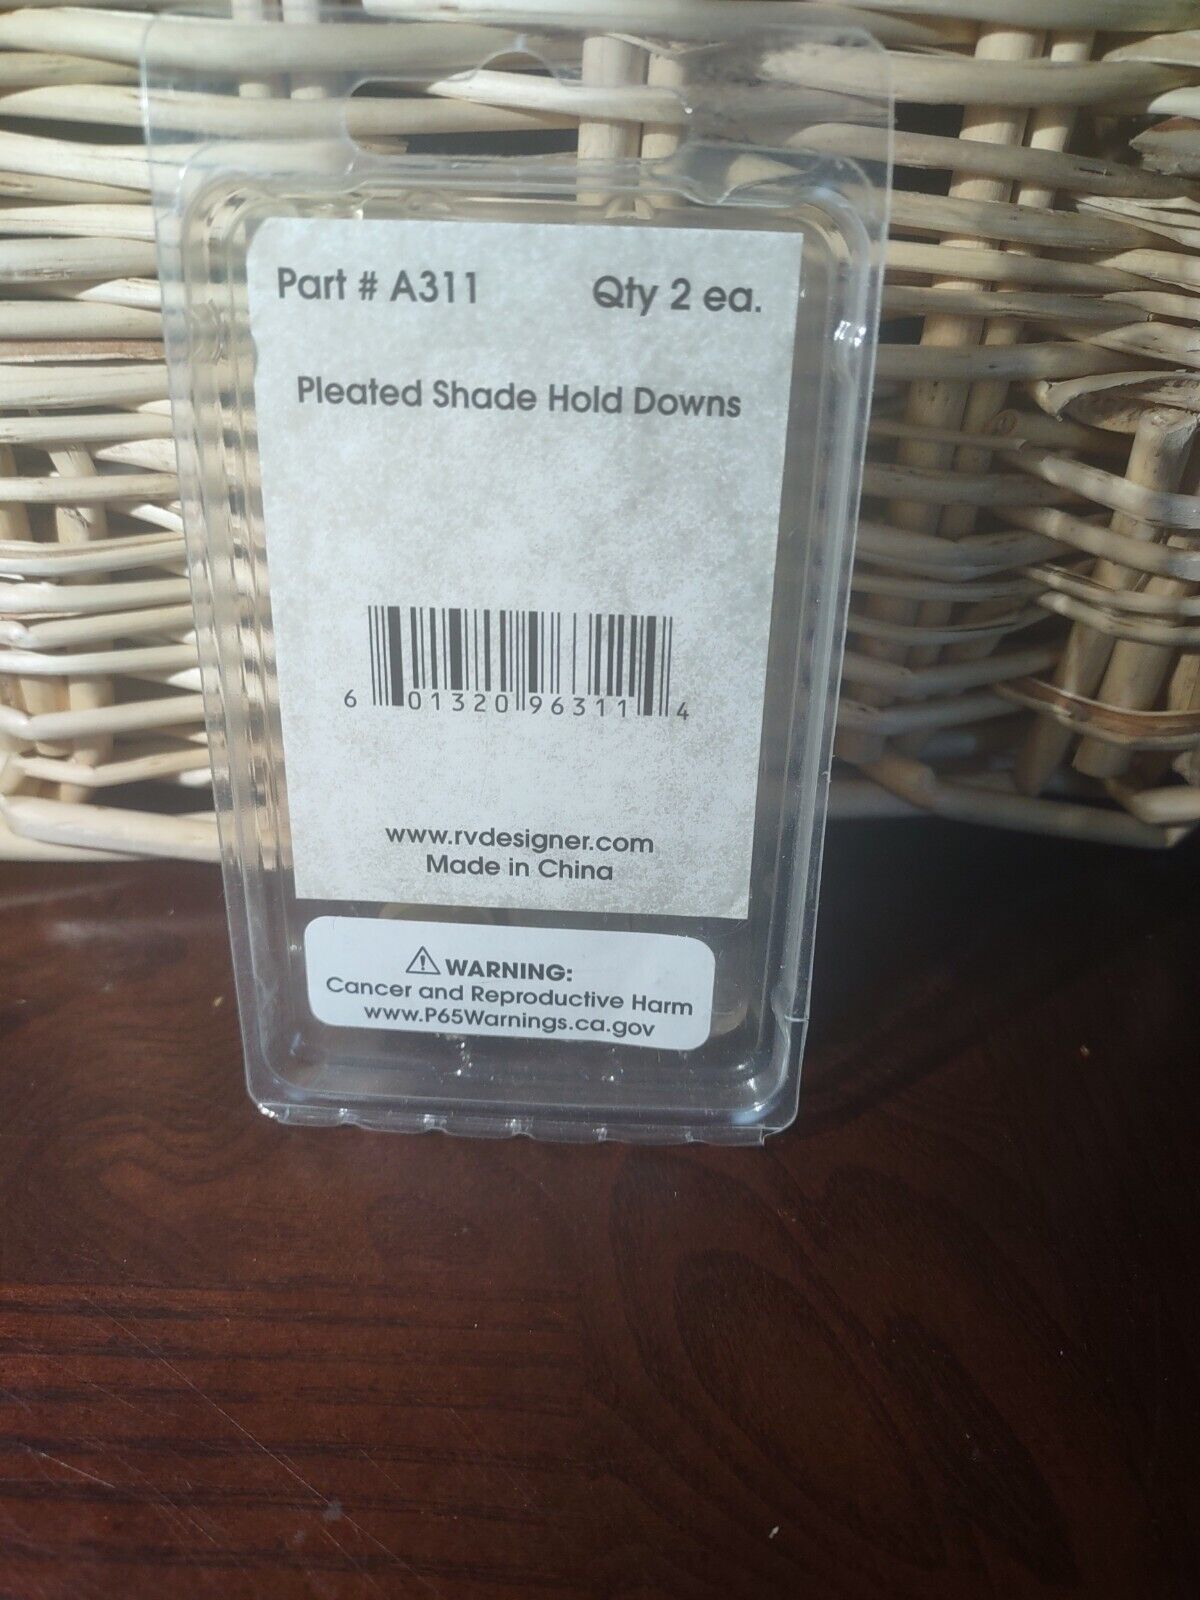 Part # A311 Qty 2 ea.
Pleated Shade Hold Downs
6 01320 96311 4
www.rvdesigner.com
Made in China
⚠ WARNING:
Cancer and Reproductive Harm
www.P65Warnings.ca.gov